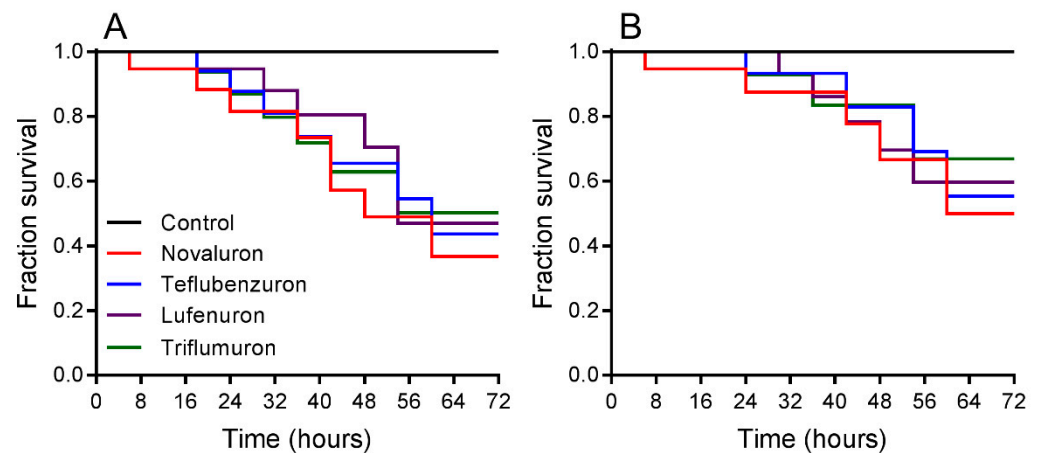 A
Fraction survival
1.0
0.8
0.6
0.4
0.2
0.0
Control
Novaluron
Teflubenzuron
Lufenuron
Triflumuron
0 8 16 24 32 40 48 56 64 72
Time (hours)
B
Fraction survival
1.0
0.8
0.6
0.4
0.2
0.0
0 8 16 24 32 40 48 56 64 72
Time (hours)